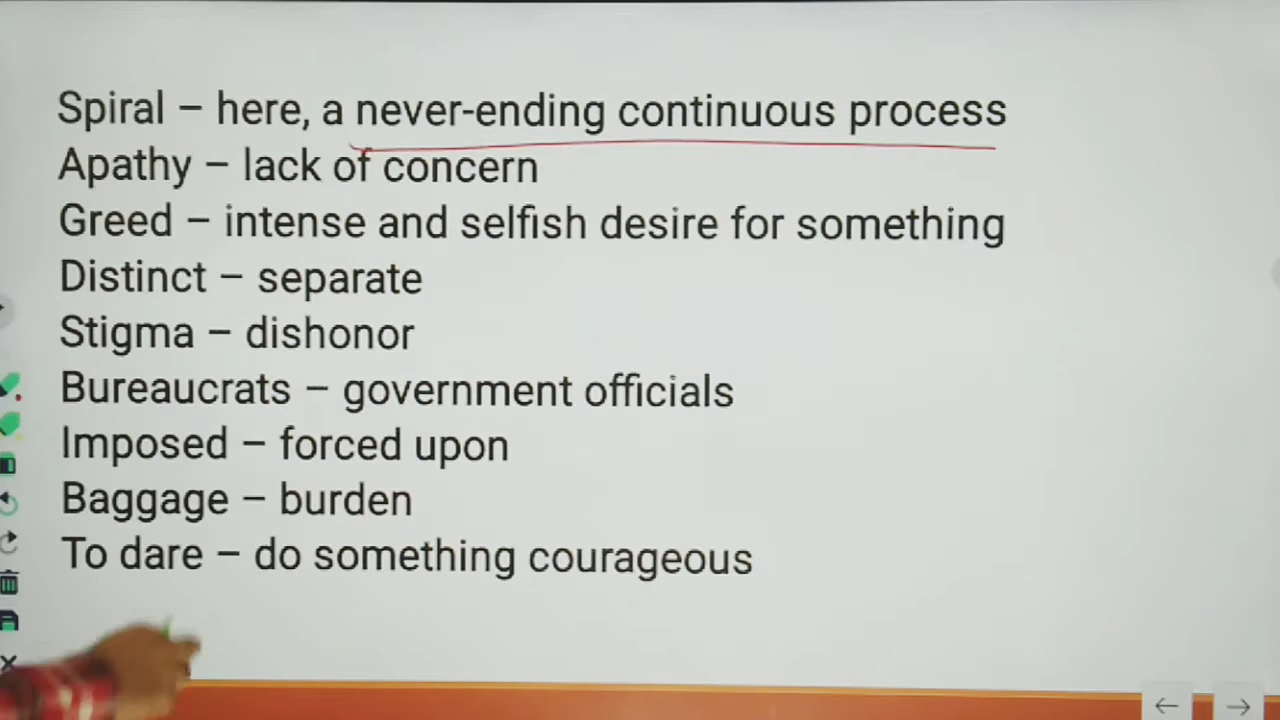 Spiral – here, a never-ending continuous process
Apathy – lack of concern
Greed – intense and selfish desire for something
Distinct – separate
Stigma – dishonor
Bureaucrats – government officials
Imposed – forced upon
Baggage – burden
To dare – do something courageous